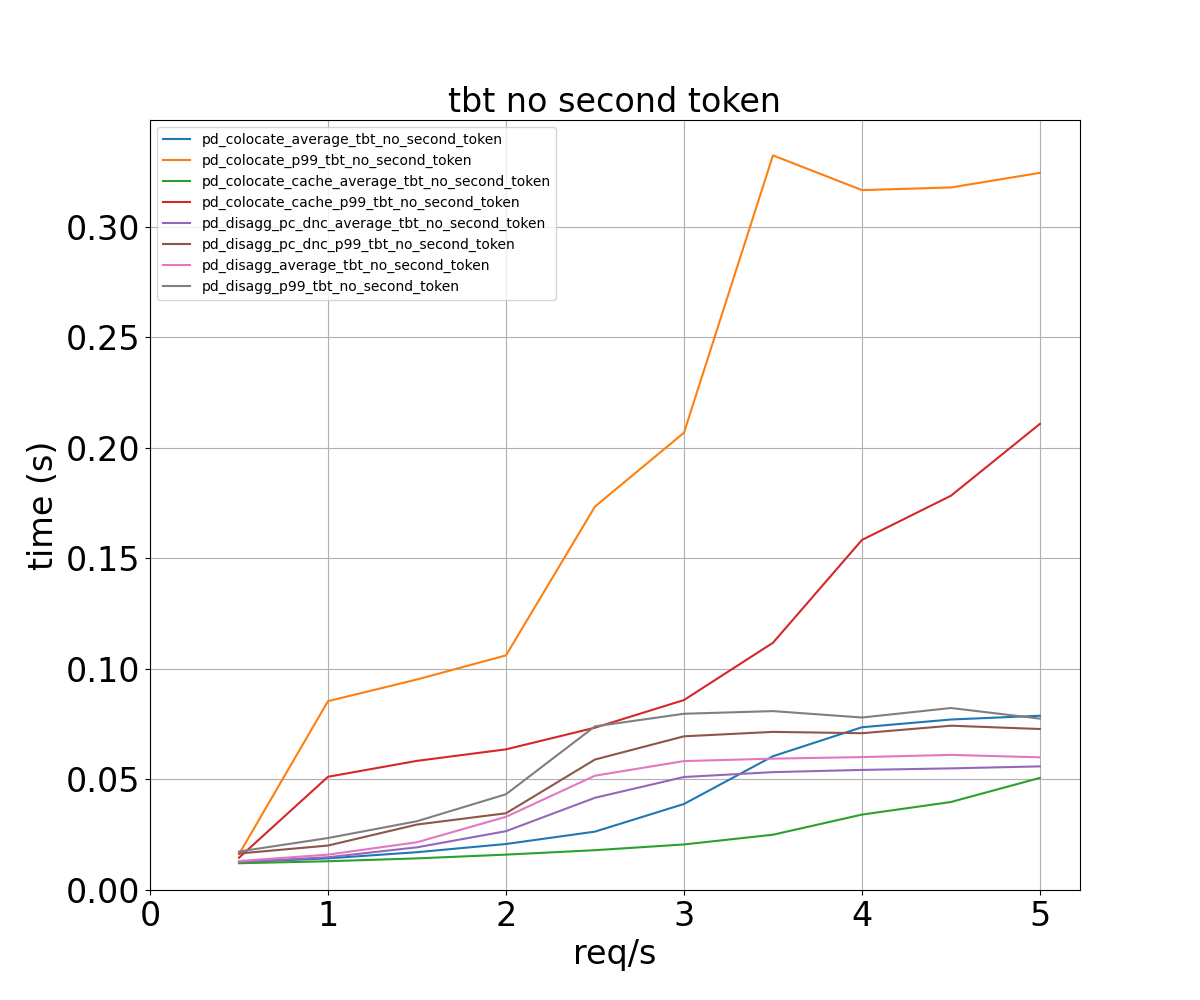 tbt no second token
pd_colocate_average_tbt_no_second_token
pd_colocate_p99_tbt_no_second_token
pd_colocate_cache_average_tbt_no_second_token
pd_colocate_cache_p99_tbt_no_second_token
pd_disagg_pc_dnc_average_tbt_no_second_token
pd_disagg_pc_dnc_p99_tbt_no_second_token
pd_disagg_average_tbt_no_second_token
pd_disagg_p99_tbt_no_second_token
time (s)
0.30
0.25
0.20
0.15
0.10
0.05
0.00
0 1 2 3 4 5
req/s